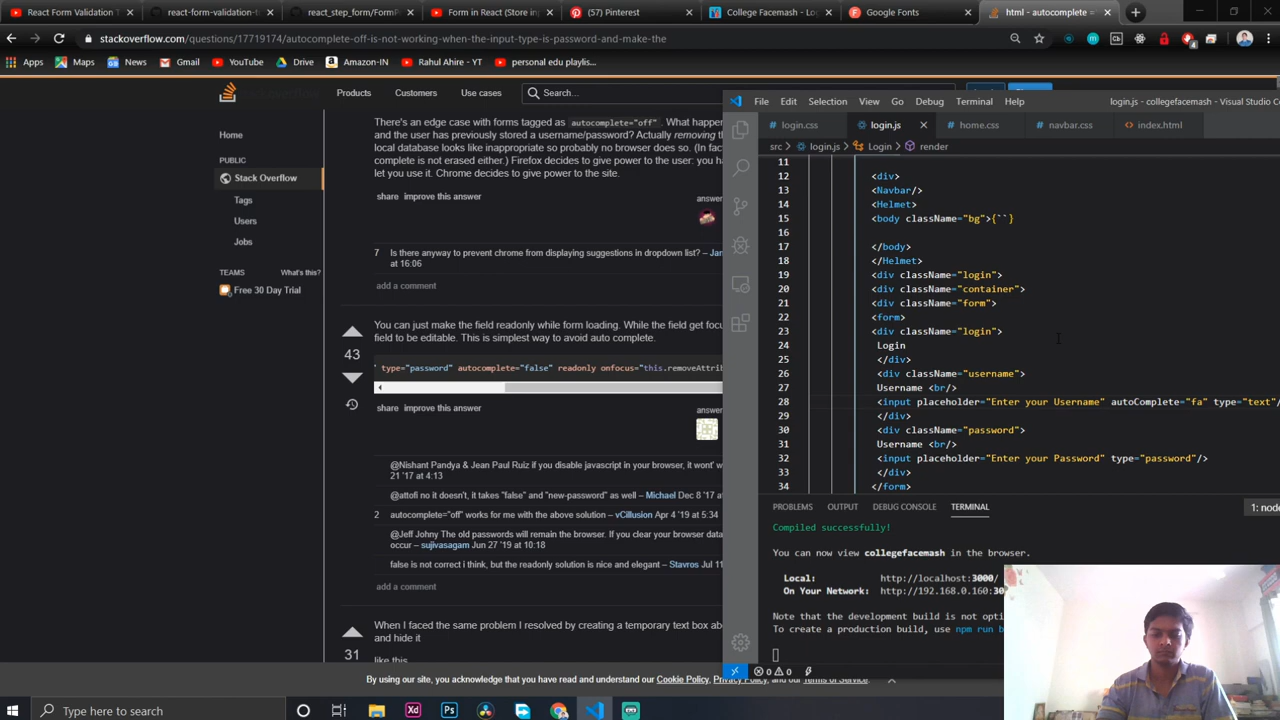 React Form Validation T
react-form-validation-t
react_step_form/FormP
Form in React (Store in
(57) Pinterest
College Facemash - Lo
Google Fonts
html - autocomplete =
stackoverflow.com/questions/17719174/autocomplete-off-is-not-working-when-the-input-type-is-password-and-make-the
Apps
Maps
News
Gmail
YouTube
Drive
Amazon-IN
Rahul Ahire - YT
personal edu playlis...
Products
Customers
Use cases
Search...
Home
PUBLIC
Stack Overflow
Tags
Users
Jobs
TEAMS
What's this?
Free 30 Day Trial
There's an edge case with forms tagged as autocomplete="off". What happen
and the user has previously stored a username/password? Actually removing t
local database looks like inappropriate so probably no browser does so. (In fac
complete is not erased either.) Firefox decides to give power to the user: you ha
let you use it. Chrome decides to give power to the site.
share improve this answer
answer
7 Is there anyway to prevent chrome from displaying suggestions in dropdown list? – Jan
at 16:06
add a comment
43
You can just make the field readonly while form loading. While the field get focu
field to be editable. This is simplest way to avoid auto complete.
" type="password" autocomplete="false" readonly onfocus="this.removeAttrib
share improve this answer
answer
@Nishant Pandya & Jean Paul Ruiz if you disable javascript in your browser, it wont' w
21 '17 at 4:13
@attofi no it doesn't, it takes "false" and "new-password" as well – Michael Dec 8 '17 a
2 autocomplete="off" works for me with the above solution – vCillusion Apr 4 '19 at 5:34
@Jeff Johny The old passwords will remain the browser. If you clear your browser data
occur – sujivasagam Jun 27 '19 at 10:18
false is not correct i think, but the readonly solution is nice and elegant – Stavros Jul 11
add a comment
31
When I faced the same problem I resolved by creating a temporary text box abo
and hide it
like this,
By using our site, you acknowledge that you have read and understand our Cookie Policy, Privacy Policy, and our Terms of Service.
File Edit Selection View Go Debug Terminal Help
login.js - collegefacemash - Visual Studio Co
login.css
login.js
home.css
navbar.css
index.html
src > login.js > Login > render
11
12 <div>
13 <Navbar/>
14 <Helmet>
15 <body className="bg">{``}
16
17 </body>
18 </Helmet>
19 <div className="login">
20 <div className="container">
21 <div className="form">
22 <form>
23 <div className="login">
24 Login
25 </div>
26 <div className="username">
27 Username <br/>
28 <input placeholder="Enter your Username" autoComplete="fa" type="text"/
29 </div>
30 <div className="password">
31 Username <br/>
32 <input placeholder="Enter your Password" type="password"/>
33 </div>
34 </form>
PROBLEMS OUTPUT DEBUG CONSOLE TERMINAL
1: node
Compiled successfully!
You can now view collegefacemash in the browser.
Local: http://localhost:3000/
On Your Network: http://192.168.0.160:30
Note that the development build is not opti
To create a production build, use npm run b
0 0
Type here to search